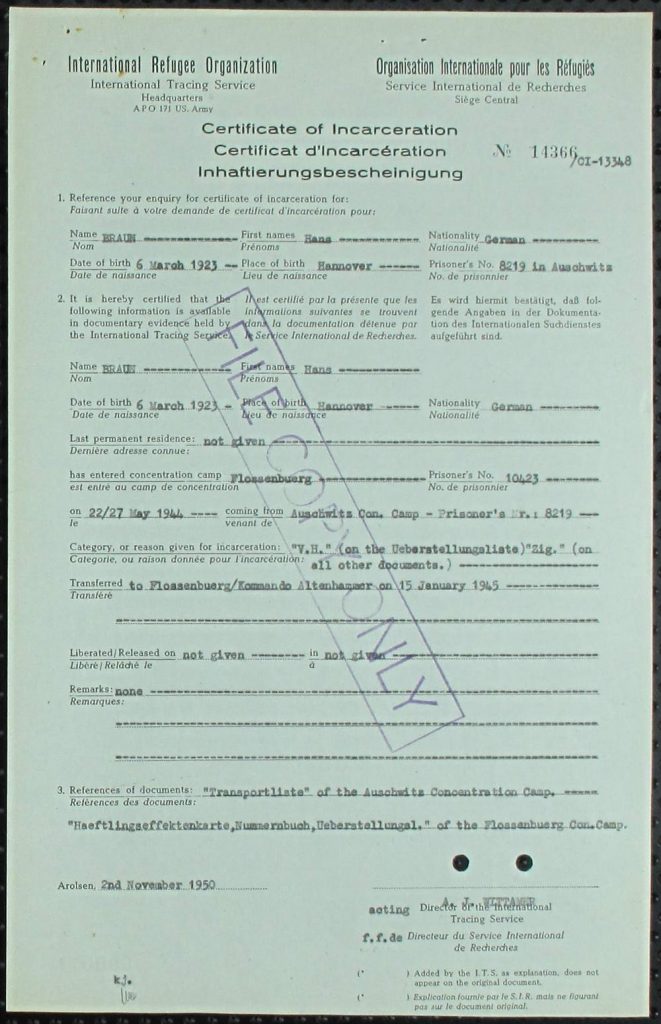 International Refugee Organization
International Tracing Service
Headquarters
APO 171 US. Army
Organisation Internationale pour les Réfugiés
Service International de Recherches
Siège Central
Certificate of Incarceration
Certificat d'Incarcération
Inhaftierungsbescheinigung
№ 14366/CI-13348
1. Reference your enquiry for certificate of incarceration for:
Faisant suite à votre demande de certificat d'incarcération pour:
Name BRAUN First names Hans Nationality German
Nom Prénoms Nationalité
Date of birth 6 March 1923 Place of birth Hannover Prisoner's No. 8219 in Auschwitz
Date de naissance Lieu de naissance No. de prisonnier
2. It is hereby certified that the
following information is available
in documentary evidence held by
the International Tracing Service.
Il est certifié par la présente que les
informations suivantes se trouvent
dans la documentation détenue par
le Service International de Recherches.
Es wird hiermit bestätigt, daß fol-
gende Angaben in der Dokumenta-
tion des Internationalen Suchdienstes
aufgeführt sind.
Name BRAUN First names Hans
Nom Prénoms
Date of birth 6 March 1923 - Place of birth Hannover Nationality German
Date de naissance Lieu de naissance Nationalité
Last permanent residence: not given
Dernière adresse connue:
has entered concentration camp Flossenbuerg Prisoner's No. 10423
est entré au camp de concentration No. de prisonnier
on 22/27 May 1944 coming from Auschwitz Con. Camp - Prisoner's Nr.: 8219
le venant de
Category, or reason given for incarceration: "V.H." (on the Ueberstellungsliste)"Zig." (on
Catégorie, ou raison donnée pour l'incarcération: all other documents.)
Transferred to Flossenbuerg/Kommando Altenhammer on 15 January 1945
Transféré
Liberated/Released on not given in not given
Libéré/Relâché le à
Remarks: none
Remarques:
FILE COPY ONLY
3. References of documents: "Transportliste" of the Auschwitz Concentration Camp.
Références des documents:
"Haeftlingseffektenkarte,Nummernbuch,Ueberstellungsl." of the Flossenbuerg Con.Camp.
Arolsen, 2nd November 1950
A. J. WITTAMER
acting Director of the International
Tracing Service
f.f.de Directeur du Service International
de Recherches
kj.
(* ) Added by the I.T.S. as explanation, does not
appear on the original document.
(* ) Explication fournie par le S.I.R. mais ne figurant
pas sur le document original.